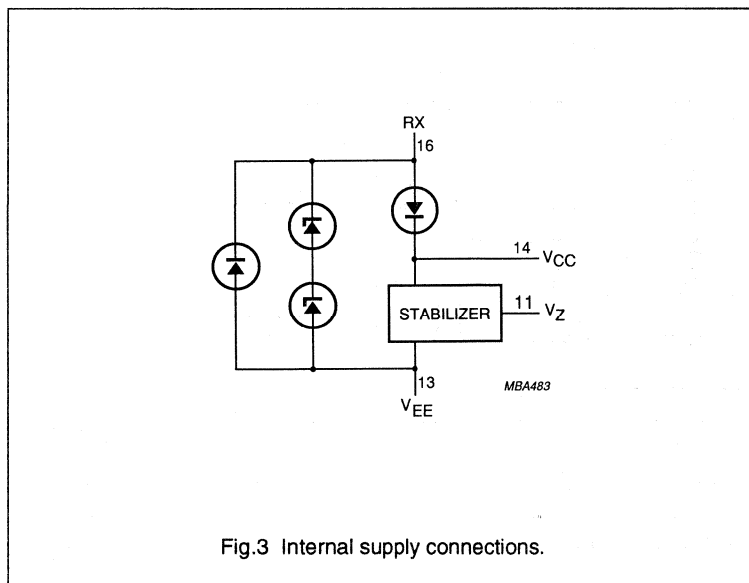 RX
16
14 VCC
STABILIZER
11 VZ
13
VEE
MBA483
Fig.3 Internal supply connections.